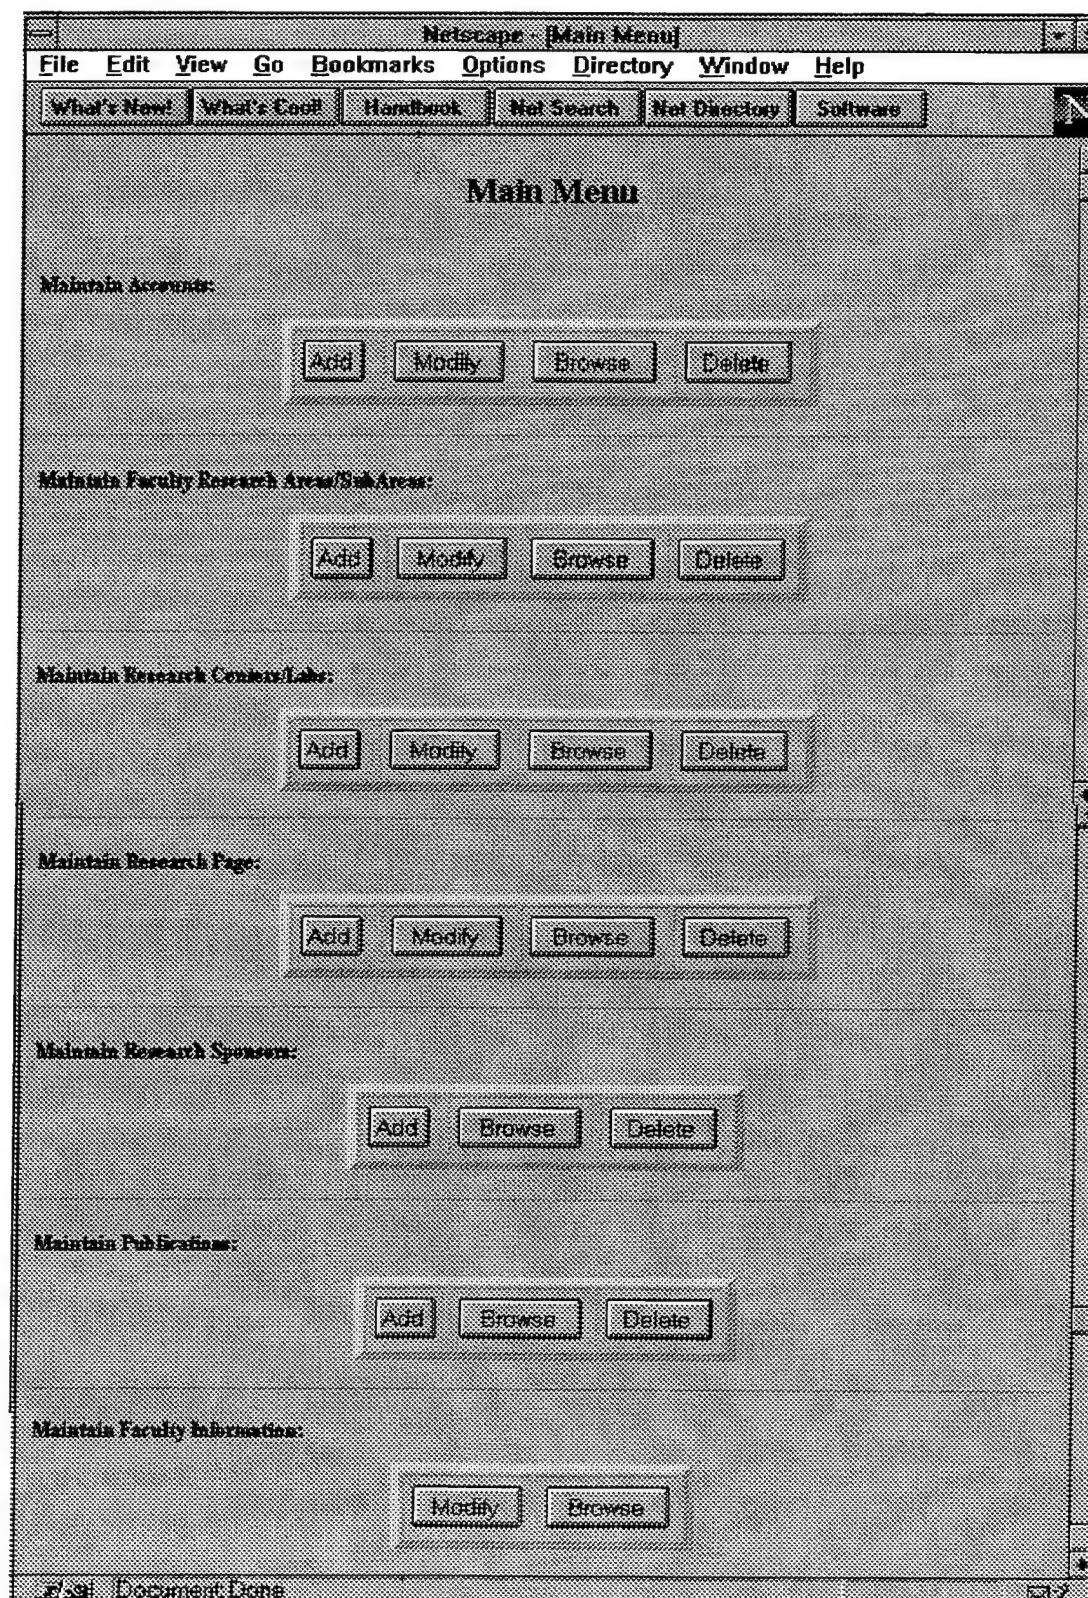 Netscape - [Main Menu]
File Edit View Go Bookmarks Options Directory Window Help
What's New! What's Cool! Handbook Net Search Net Directory Software
N
Main Menu
Maintain Accounts:
Add Modify Browse Delete
Maintain Faculty Research Areas/SubAreas:
Add Modify Browse Delete
Maintain Research Centers/Labs:
Add Modify Browse Delete
Maintain Research Page:
Add Modify Browse Delete
Maintain Research Sponsors:
Add Browse Delete
Maintain Publications:
Add Browse Delete
Maintain Faculty Information:
Modify Browse
Document: Done